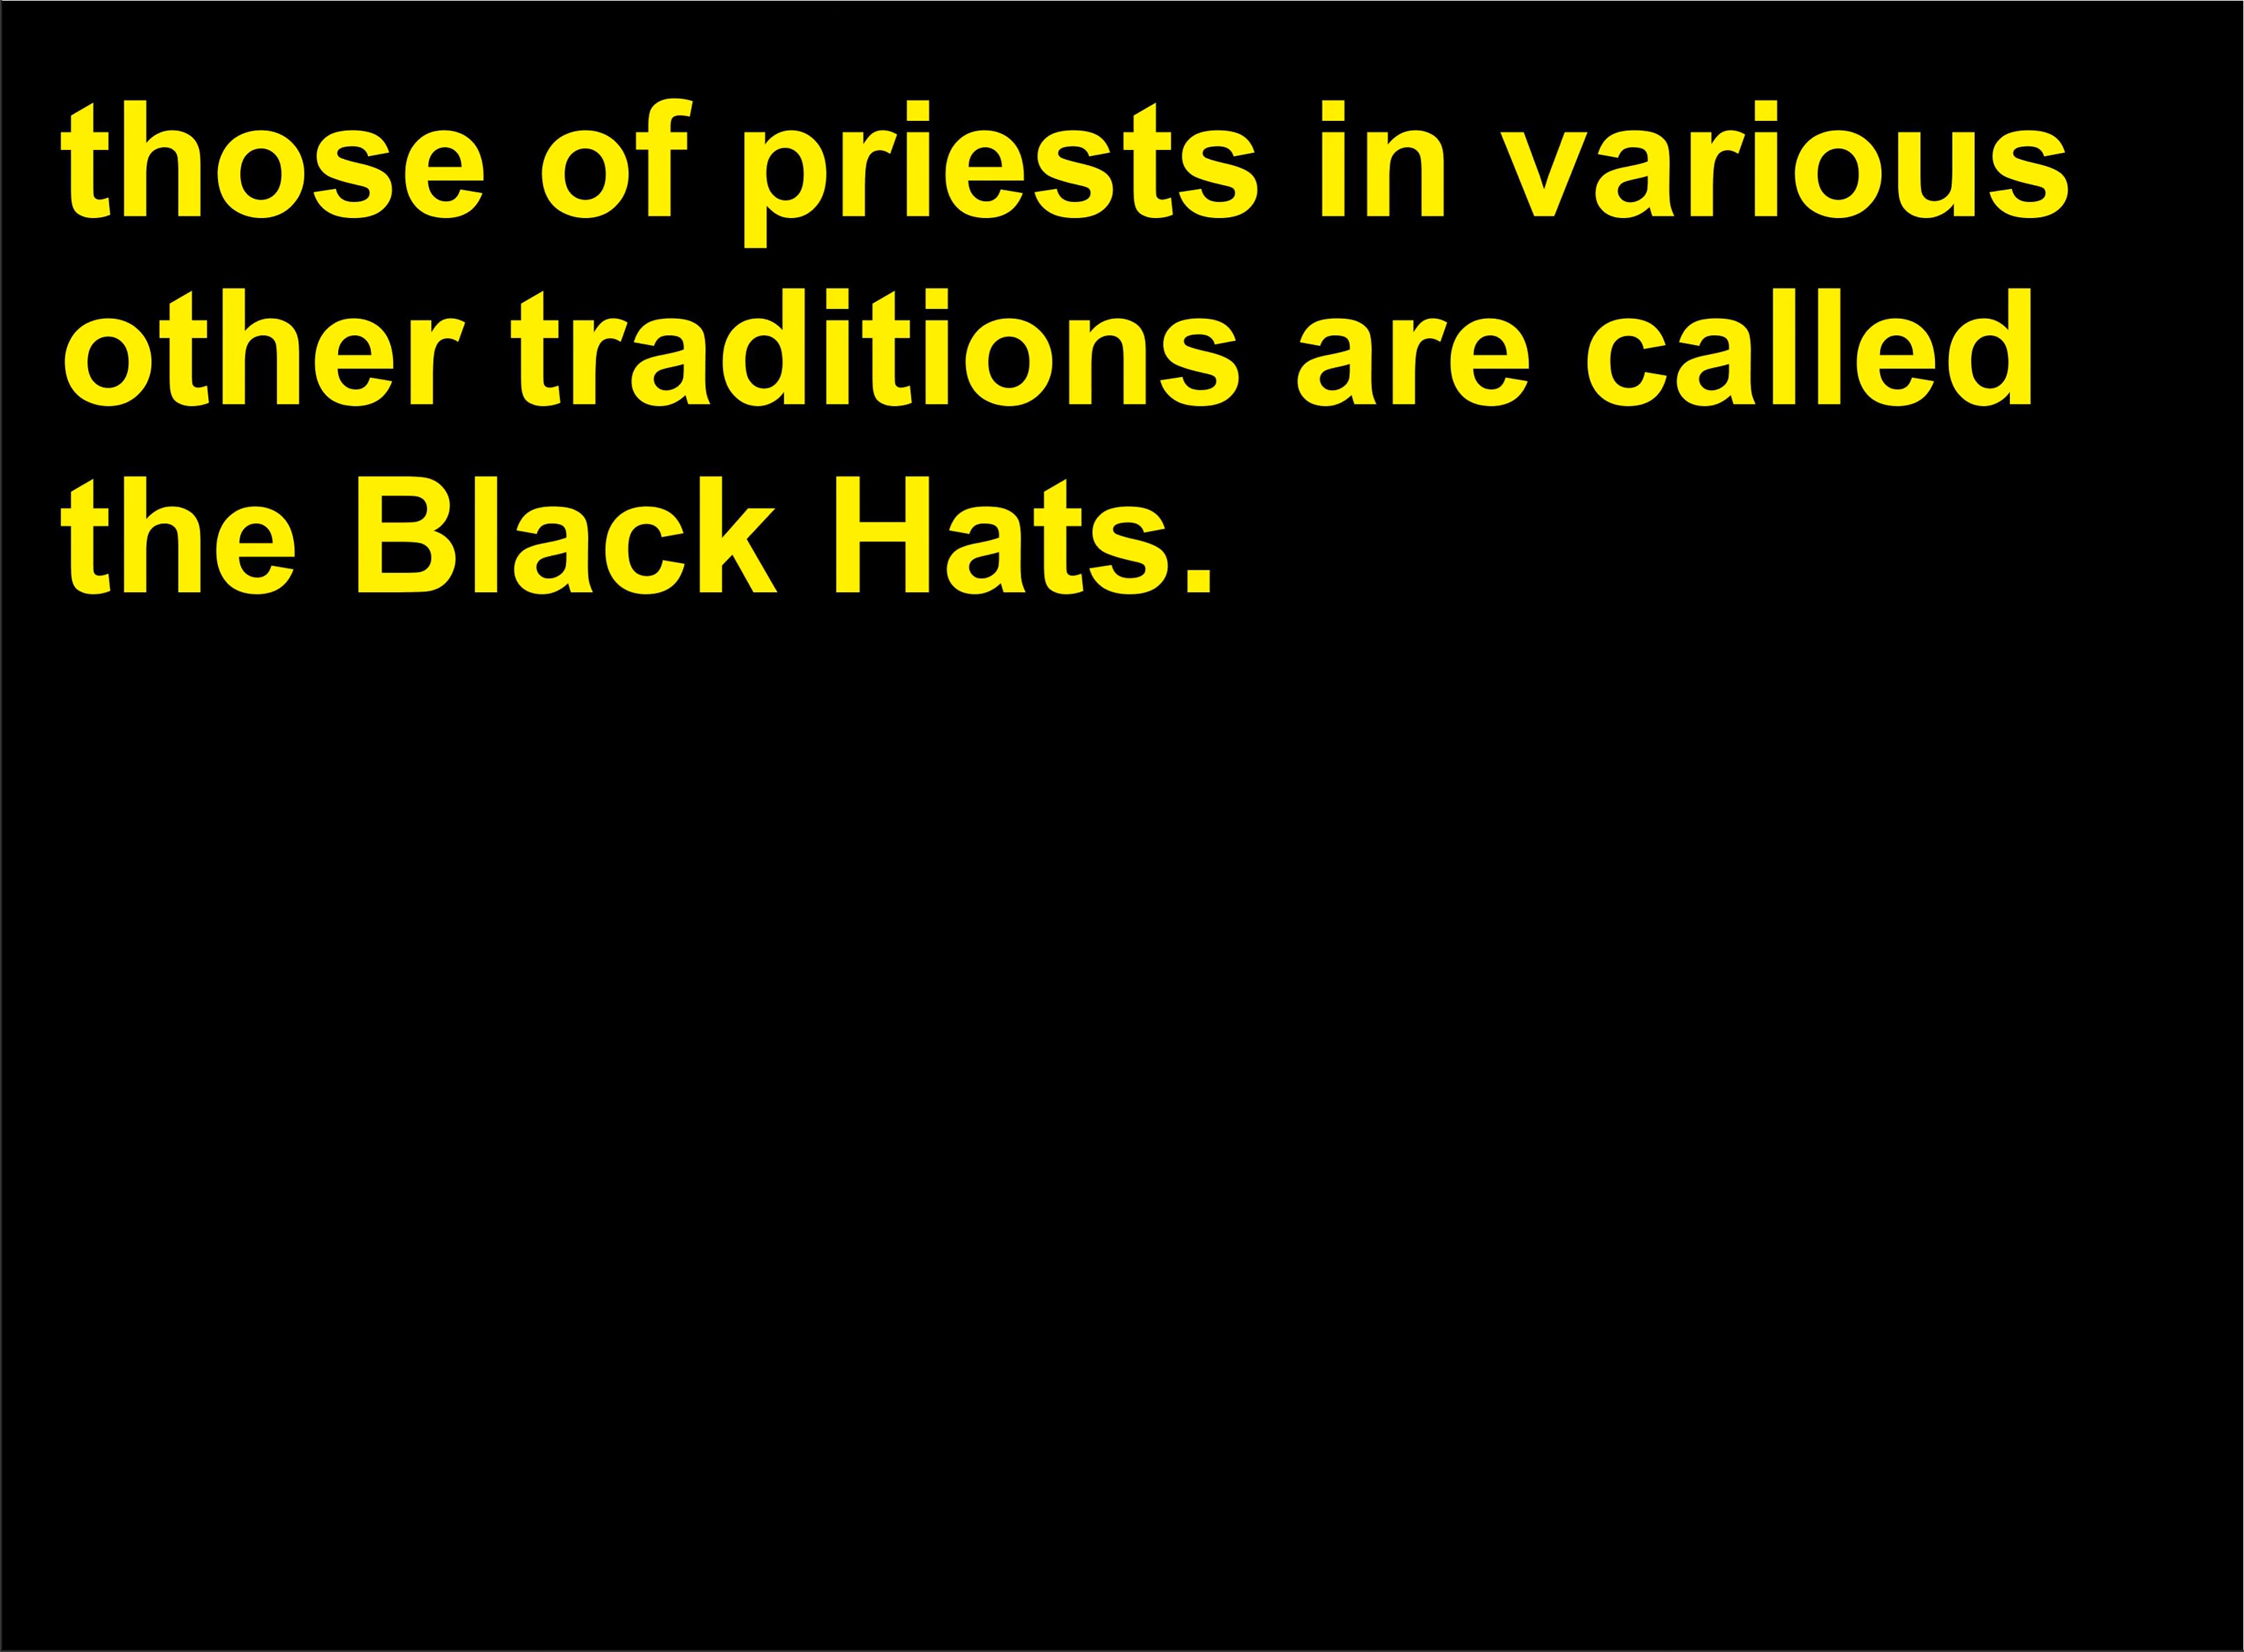 those of priests in various
other traditions are called
the Black Hats.